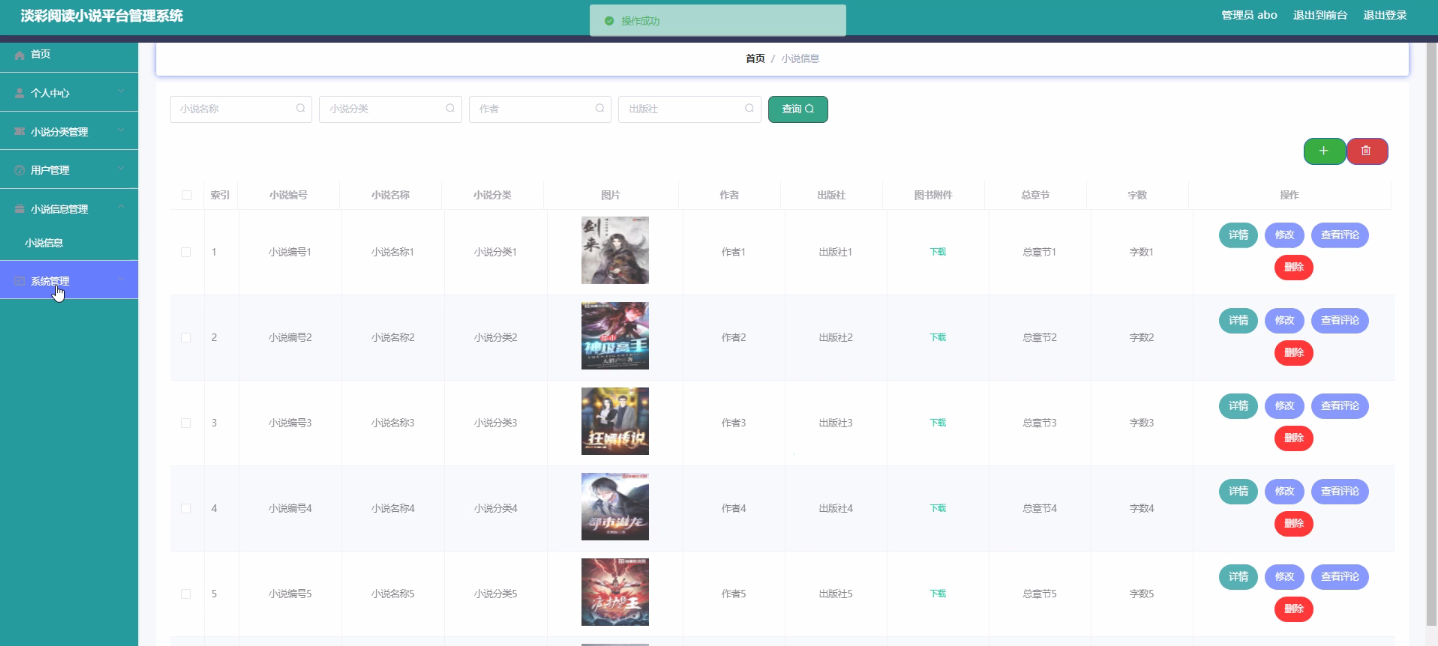 淡彩阅读小说平台管理系统
操作成功
管理员 abo 退出到前台 退出登录
首页
个人中心
小说分类管理
用户管理
小说信息管理
小说信息
系统管理
首页 / 小说信息
小说名称 小说分类 作者 出版社 查询
索引 小说编号 小说名称 小说分类 图片 作者 出版社 图书附件 总章节 字数 操作
1 小说编号1 小说名称1 小说分类1 剑来 作者1 出版社1 下载 总章节1 字数1 详情 修改 查看评论
删除
2 小说编号2 小说名称2 小说分类2 都市 神级高手 作者2 出版社2 下载 总章节2 字数2 详情 修改 查看评论
删除
3 小说编号3 小说名称3 小说分类3 狂婿传说 作者3 出版社3 下载 总章节3 字数3 详情 修改 查看评论
删除
4 小说编号4 小说名称4 小说分类4 都市潜龙 作者4 出版社4 下载 总章节4 字数4 详情 修改 查看评论
删除
5 小说编号5 小说名称5 小说分类5 作者5 出版社5 下载 总章节5 字数5 详情 修改 查看评论
删除